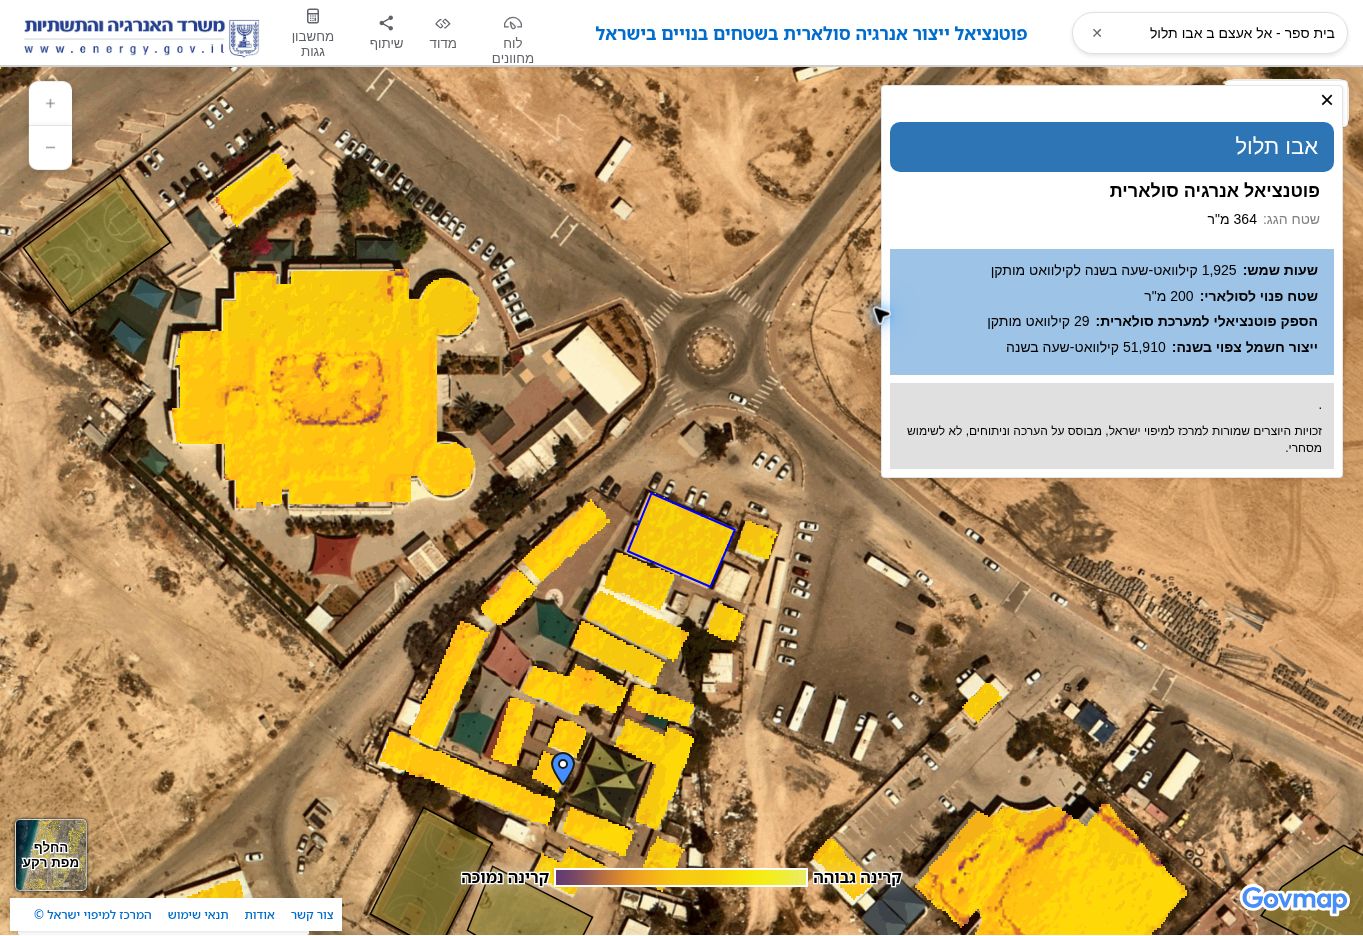 בית ספר - אל אעצם ב אבו תלול
×
פוטנציאל ייצור אנרגיה סולארית בשטחים בנויים בישראל
לוח
מחוונים
מדוד
שיתוף
מחשבון
גגות
משרד האנרגיה והתשתיות
www.energy.gov.il
+
−
×
אבו תלול
פוטנציאל אנרגיה סולארית
שטח הגג: 364 מ"ר
שעות שמש: 1,925 קילוואט-שעה בשנה לקילוואט מותקן
שטח פנוי לסולארי: 200 מ"ר
הספק פוטנציאלי למערכת סולארית: 29 קילוואט מותקן
ייצור חשמל צפוי בשנה: 51,910 קילוואט-שעה בשנה
.
זכויות היוצרים שמורות למרכז למיפוי ישראל, מבוסס על הערכה וניתוחים, לא לשימוש
מסחרי.
החלף
מפת רקע
קרינה גבוהה
קרינה נמוכה
צור קשר
אודות
תנאי שימוש
המרכז למיפוי ישראל ©
Govmap